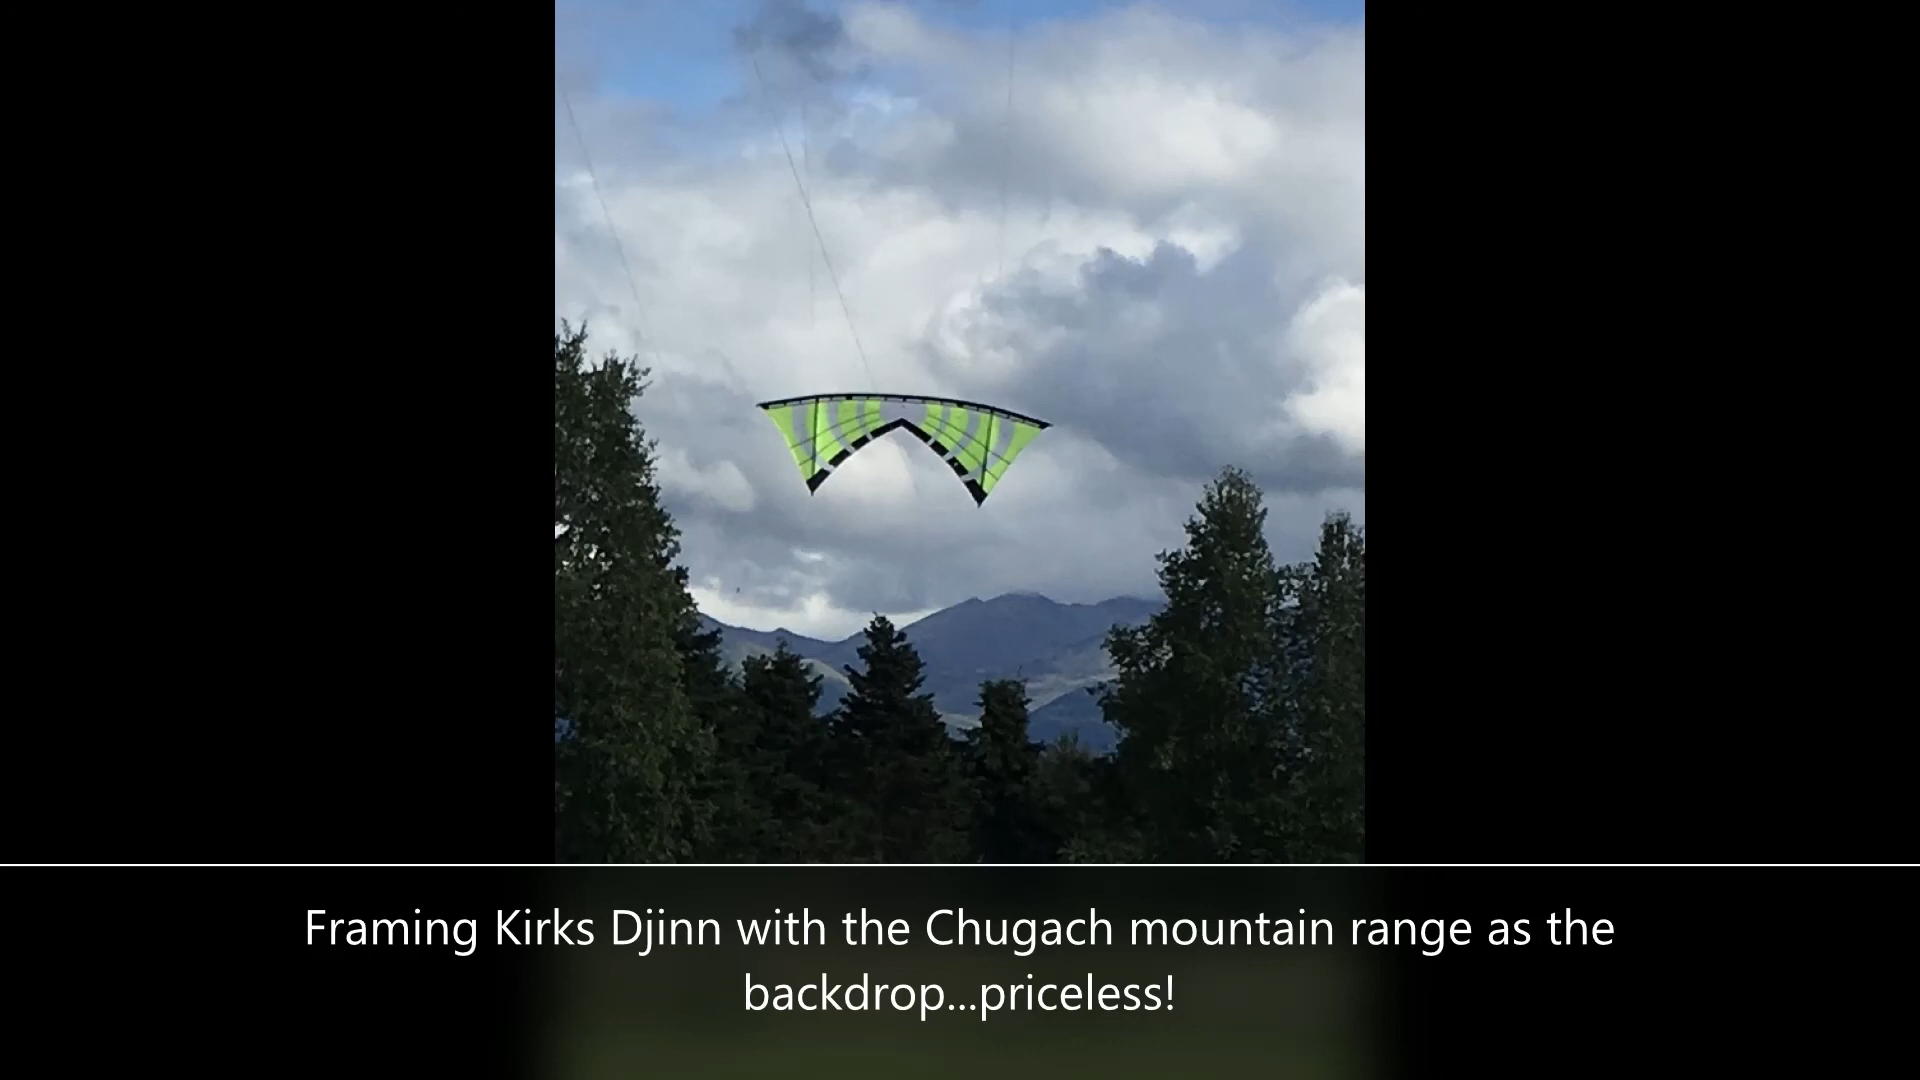 Framing Kirks Djinn with the Chugach mountain range as the
backdrop...priceless!